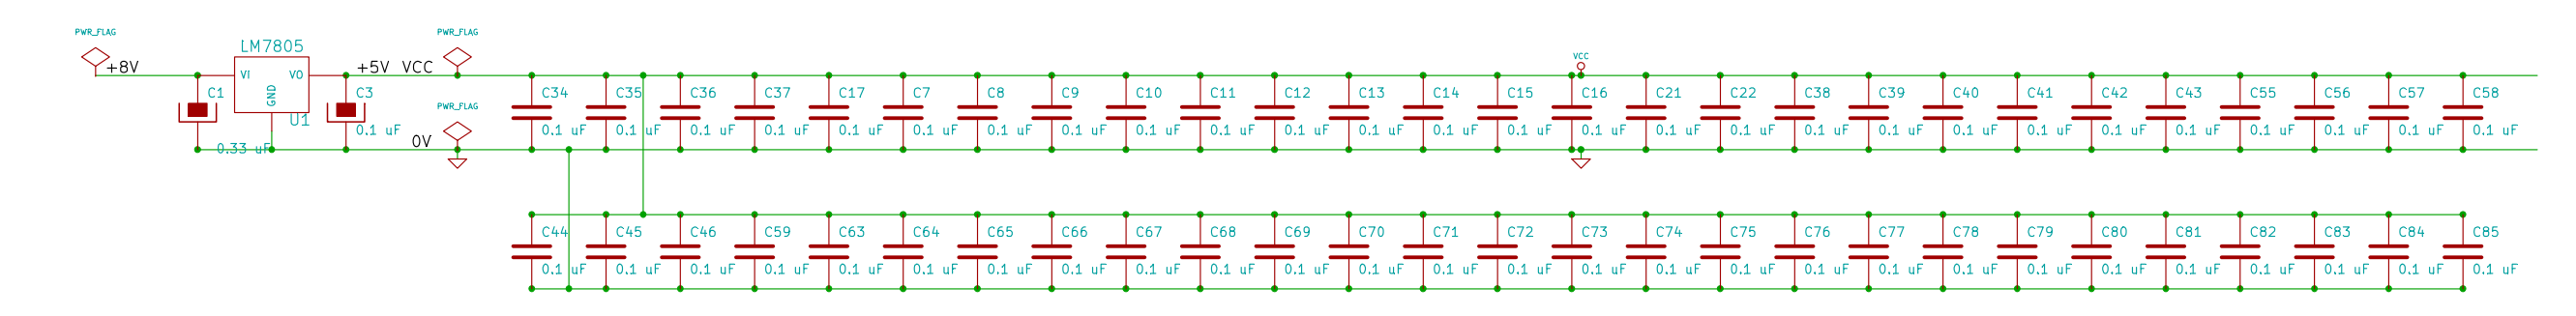 PWR_FLAG PWR_FLAG
LM7805 VCC
+8V VI VO +5V VCC
GND
C1 C3 PWR_FLAG C34 C35 C36 C37 C17 C7 C8 C9 C10 C11 C12 C13 C14 C15 C16 C21 C22 C38 C39 C40 C41 C42 C43 C55 C56 C57 C58
U1
0.1 uF 0.1 uF 0.1 uF 0.1 uF 0.1 uF 0.1 uF 0.1 uF 0.1 uF 0.1 uF 0.1 uF 0.1 uF 0.1 uF 0.1 uF 0.1 uF 0.1 uF 0.1 uF 0.1 uF 0.1 uF 0.1 uF 0.1 uF 0.1 uF 0.1 uF 0.1 uF 0.1 uF 0.1 uF 0.1 uF 0.1 uF 0.1 uF
0.33 uF 0V
C44 C45 C46 C59 C63 C64 C65 C66 C67 C68 C69 C70 C71 C72 C73 C74 C75 C76 C77 C78 C79 C80 C81 C82 C83 C84 C85
0.1 uF 0.1 uF 0.1 uF 0.1 uF 0.1 uF 0.1 uF 0.1 uF 0.1 uF 0.1 uF 0.1 uF 0.1 uF 0.1 uF 0.1 uF 0.1 uF 0.1 uF 0.1 uF 0.1 uF 0.1 uF 0.1 uF 0.1 uF 0.1 uF 0.1 uF 0.1 uF 0.1 uF 0.1 uF 0.1 uF 0.1 uF